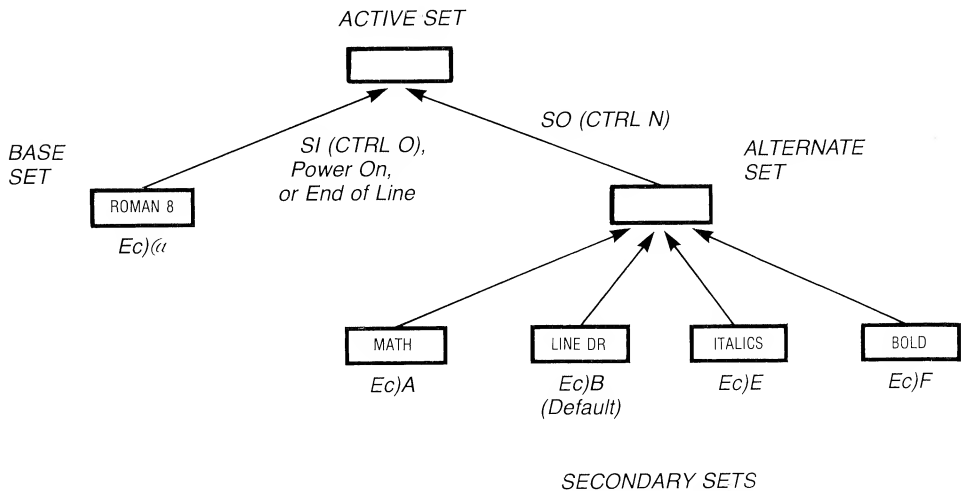 ACTIVE SET
SO (CTRL N)
BASE
SET
SI (CTRL O),
Power On,
or End of Line
ALTERNATE
SET
ROMAN 8
Ec)@
MATH
LINE DR
ITALICS
BOLD
Ec)A
Ec)B
(Default)
Ec)E
Ec)F
SECONDARY SETS